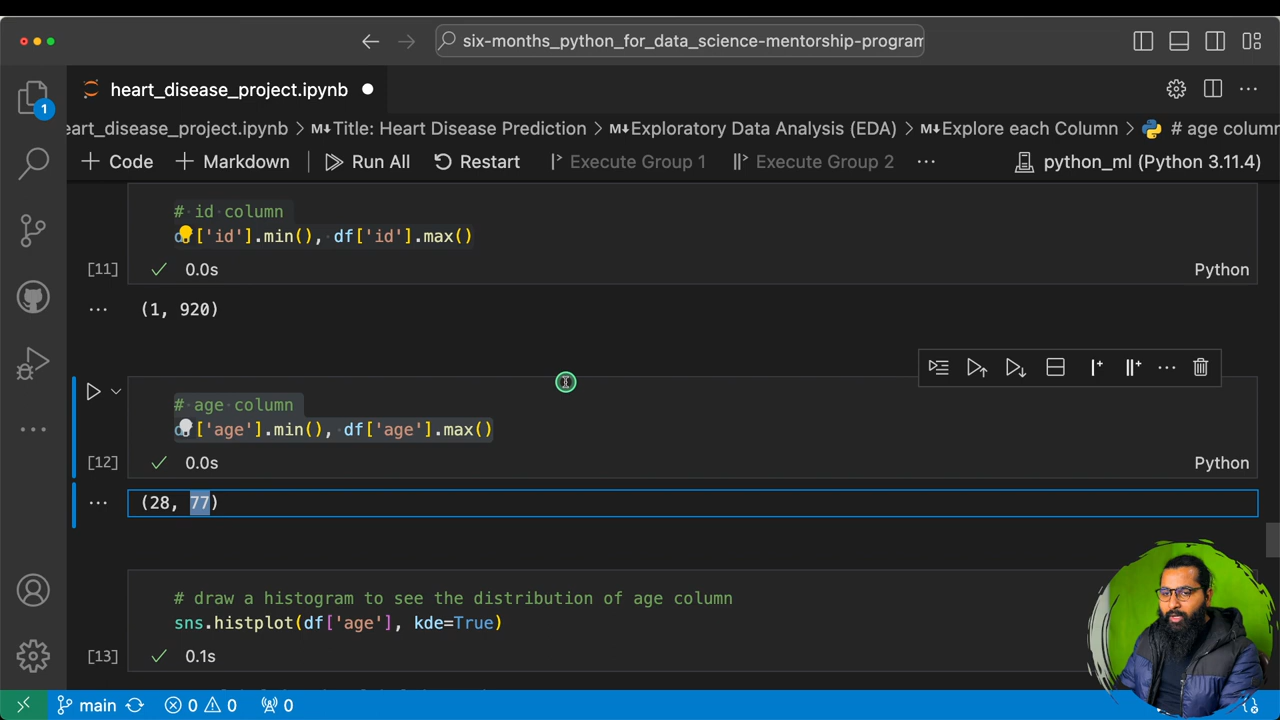 six-months_python_for_data_science-mentorship-program
1
heart_disease_project.ipynb
eart_disease_project.ipynb > M↓Title: Heart Disease Prediction > M↓Exploratory Data Analysis (EDA) > M↓Explore each Column > # age column
+ Code + Markdown Run All Restart Execute Group 1 Execute Group 2 ... python_ml (Python 3.11.4)
# id column
df['id'].min(), df['id'].max()
[11] 0.0s Python
... (1, 920)
# age column
df['age'].min(), df['age'].max()
[12] 0.0s Python
... (28, 77)
# draw a histogram to see the distribution of age column
sns.histplot(df['age'], kde=True)
[13] 0.1s
main 0 0 0